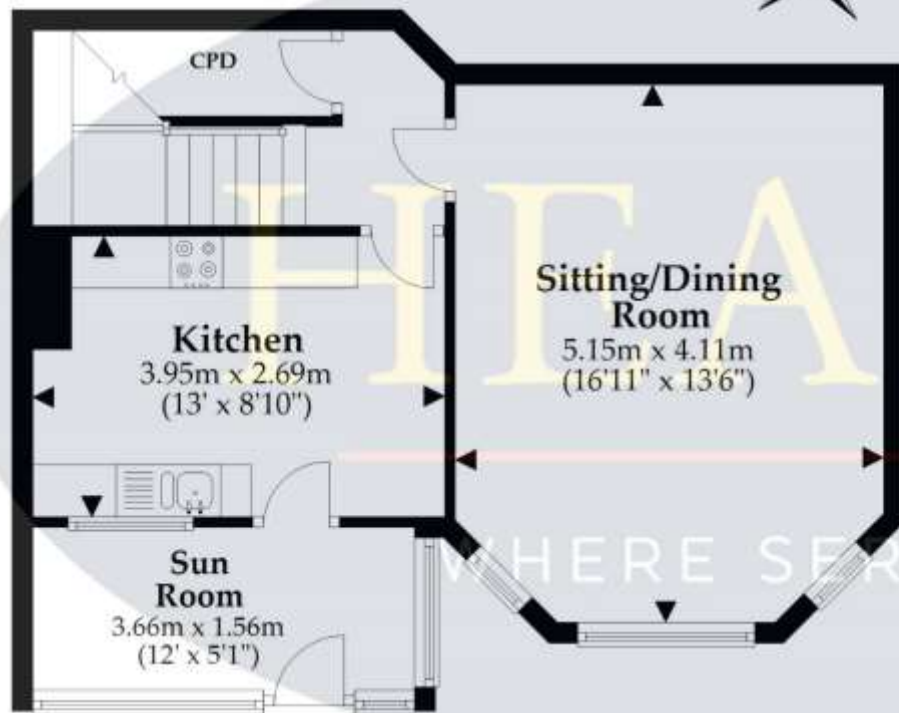 CPD
Kitchen
3.95m x 2.69m
(13' x 8'10")
Sitting/Dining
Room
5.15m x 4.11m
(16'11" x 13'6")
Sun
Room
3.66m x 1.56m
(12' x 5'1")
HEA
WHERE SER